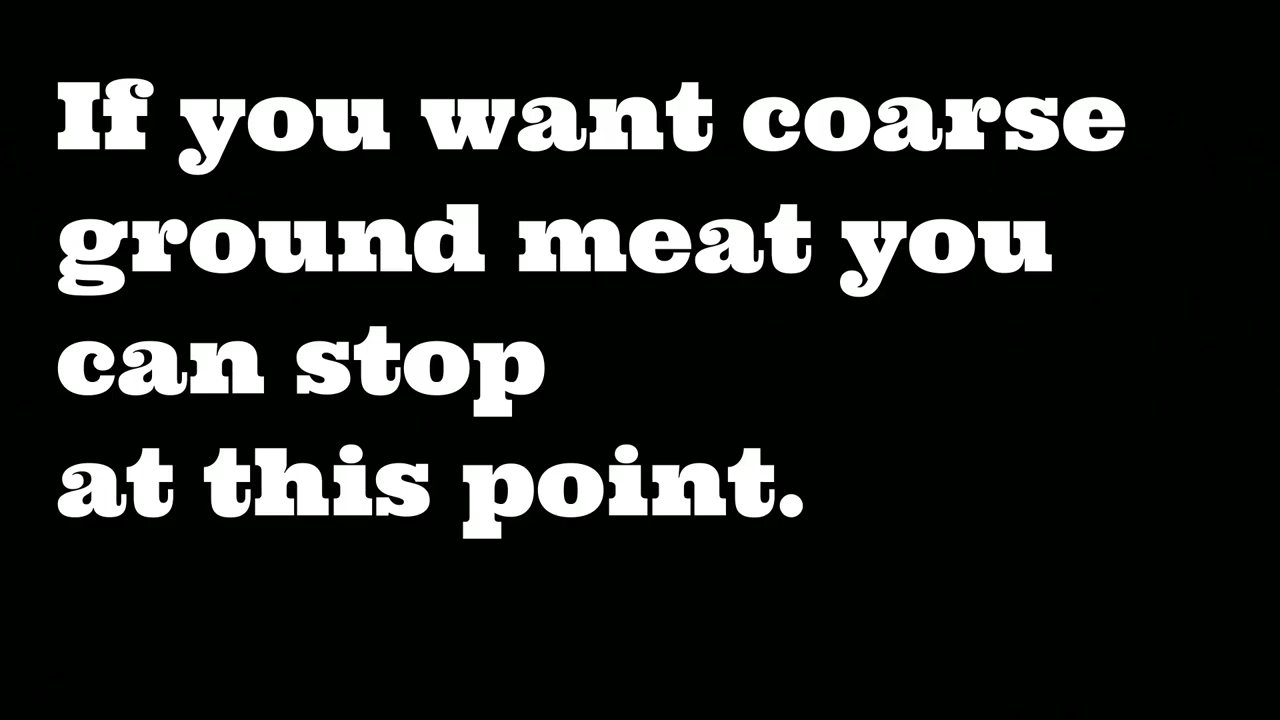 If you want coarse
ground meat you
can stop
at this point.